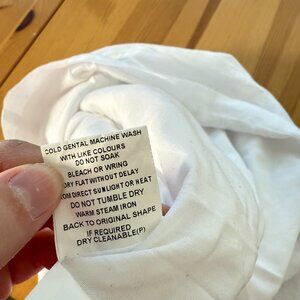 COLD GENTAL MACHINE WASH
WITH LIKE COLOURS
DO NOT SOAK
BLEACH OR WRING
DRY FLAT WITHOUT DELAY
FROM DIRECT SUNLIGHT OR HEAT
DO NOT TUMBLE DRY
WARM STEAM IRON
BACK TO ORIGINAL SHAPE
IF REQUIRED
DRY CLEANABLE(P)